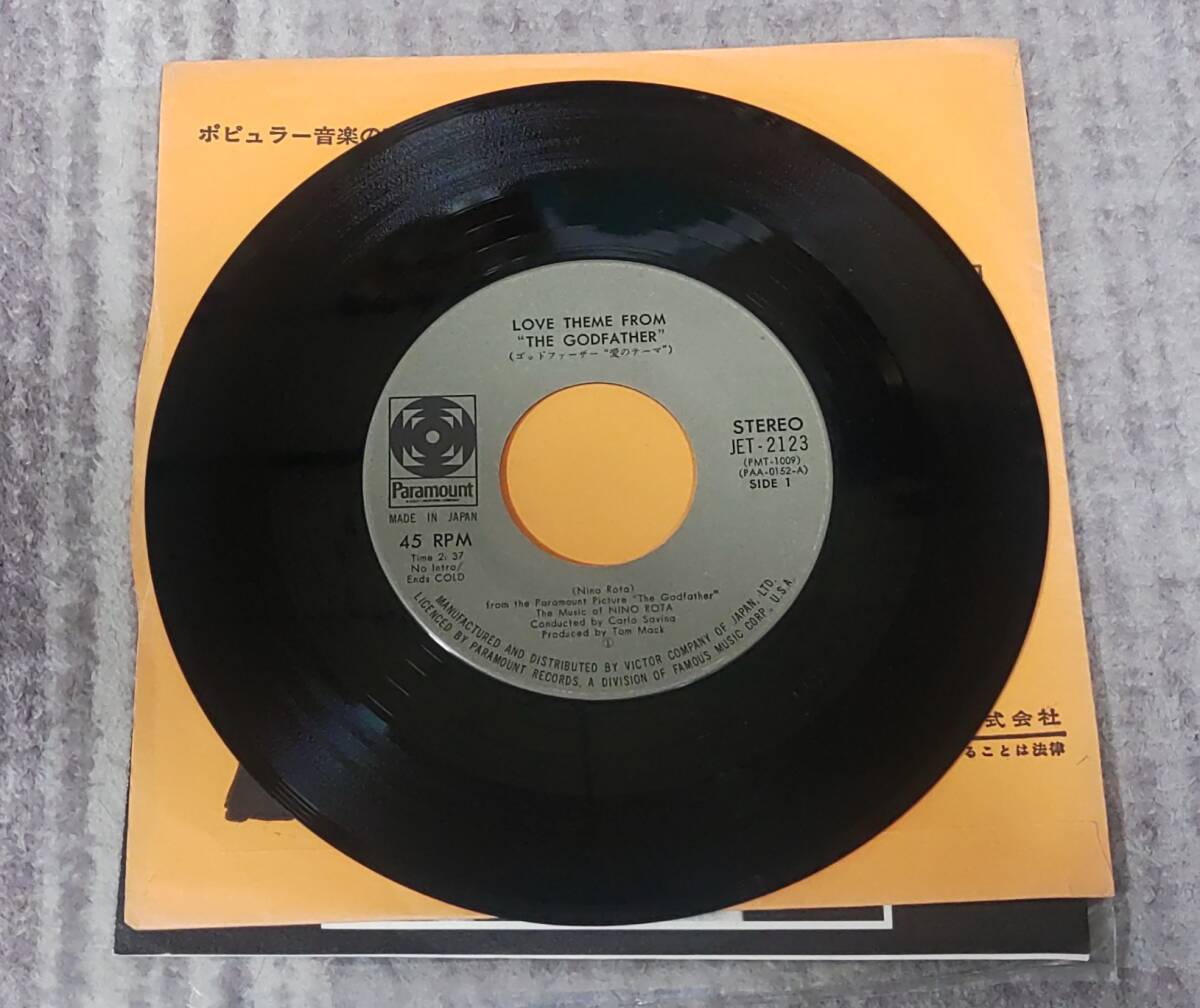 ポピュラー音楽の
LOVE THEME FROM
"THE GODFATHER"
(ゴッドファーザー "愛のテーマ")
Paramount
MADE IN JAPAN
45 RPM
Time 2:37
No Intro/
Ends COLD
STEREO
JET-2123
(PMT-1009)
(PAA-0152-A)
SIDE 1
(Nino Rota)
from the Paramount Picture "The Godfather"
The Music of NINO ROTA
Conducted by Carlo Savina
Produced by Tom Mack
①
MANUFACTURED AND DISTRIBUTED BY VICTOR COMPANY OF JAPAN, LTD.
LICENCED BY PARAMOUNT RECORDS, A DIVISION OF FAMOUS MUSIC CORP., U.S.A.
式会社
ることは法律